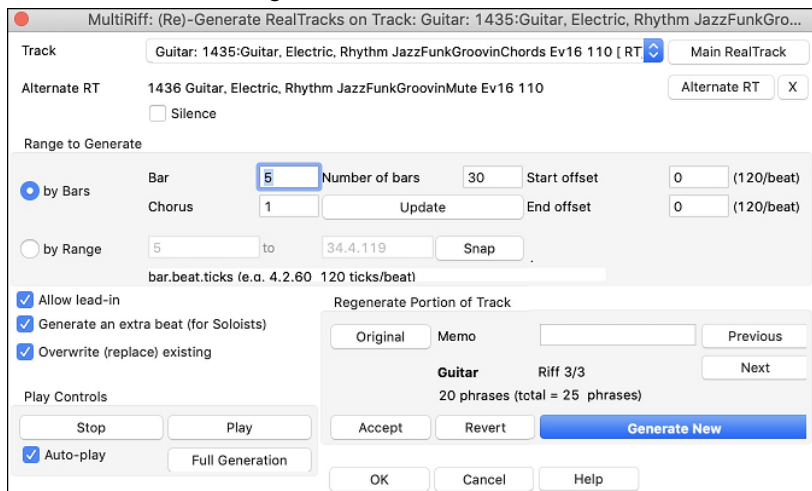 MultiRiff: (Re)-Generate RealTracks on Track: Guitar: 1435:Guitar, Electric, Rhythm JazzFunkGro...
Track Guitar: 1435:Guitar, Electric, Rhythm JazzFunkGroovinChords Ev16 110 [ RT Main RealTrack
Alternate RT 1436 Guitar, Electric, Rhythm JazzFunkGroovinMute Ev16 110 Alternate RT X
Silence
Range to Generate
by Bars
Bar 5 Number of bars 30 Start offset 0 (120/beat)
Chorus 1 Update End offset 0 (120/beat)
by Range 5 to 34.4.119 Snap .
bar.beat.ticks (e.g. 4.2.60 120 ticks/beat)
Allow lead-in
Generate an extra beat (for Soloists)
Overwrite (replace) existing
Play Controls
Stop Play
Auto-play Full Generation
Regenerate Portion of Track
Original Memo Previous
Guitar Riff 3/3 Next
20 phrases (total = 25 phrases)
Accept Revert Generate New
OK Cancel Help